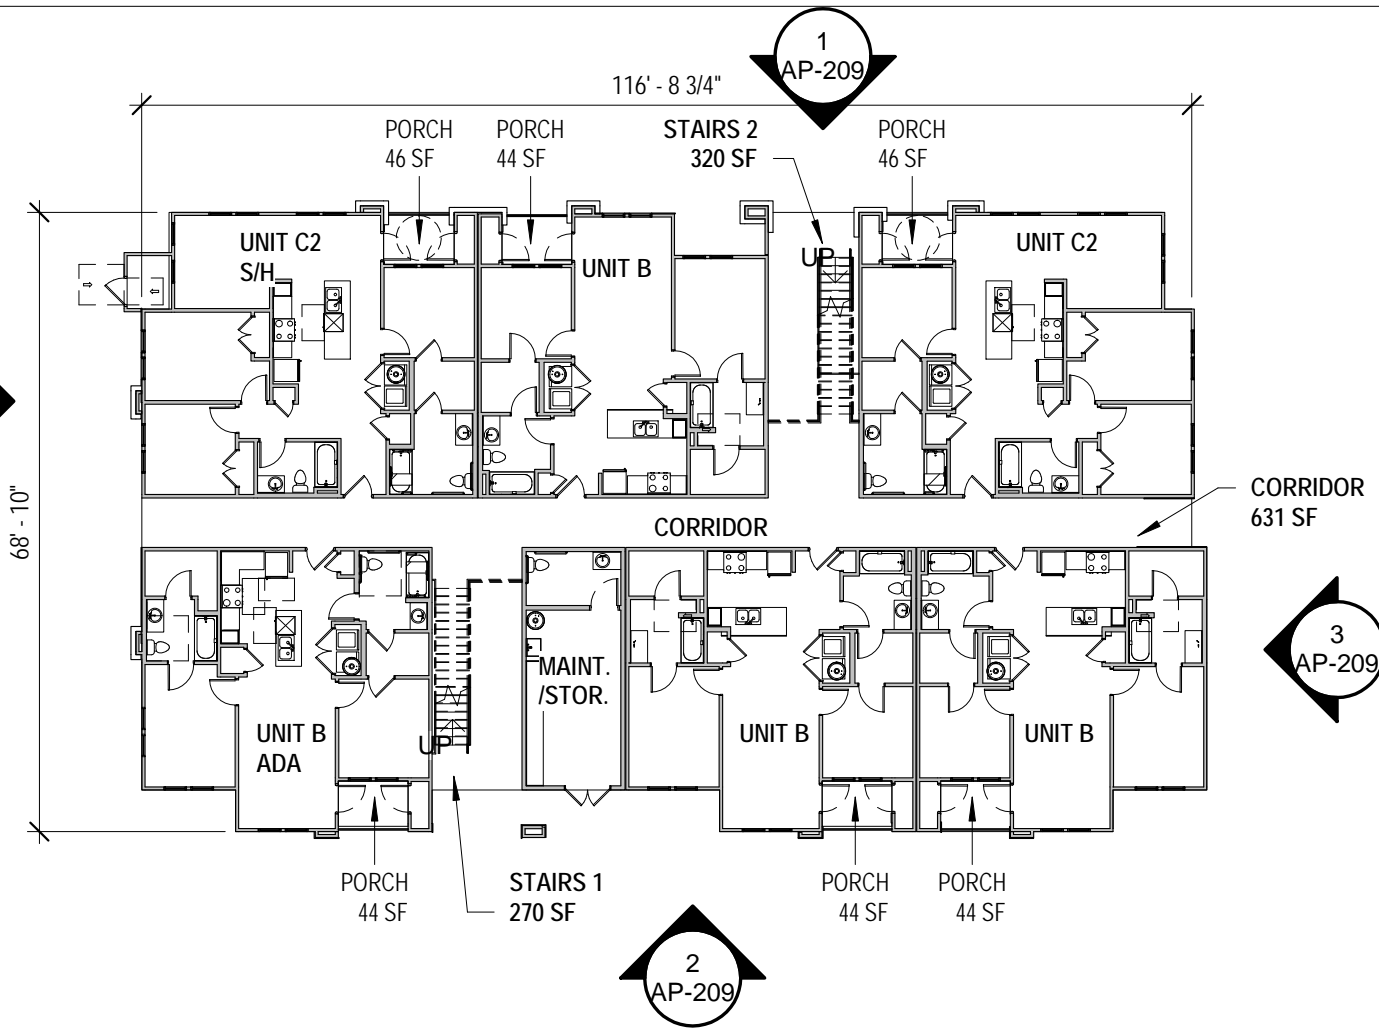 1
AP-209
116' - 8 3/4"
PORCH
46 SF
PORCH
44 SF
STAIRS 2
320 SF
PORCH
46 SF
UNIT C2
S/H
UNIT B
UP
UNIT C2
68' - 10"
CORRIDOR
CORRIDOR
631 SF
3
AP-209
MAINT.
/STOR.
UNIT B
ADA
UP
UNIT B
UNIT B
PORCH
44 SF
STAIRS 1
270 SF
PORCH
44 SF
PORCH
44 SF
2
AP-209